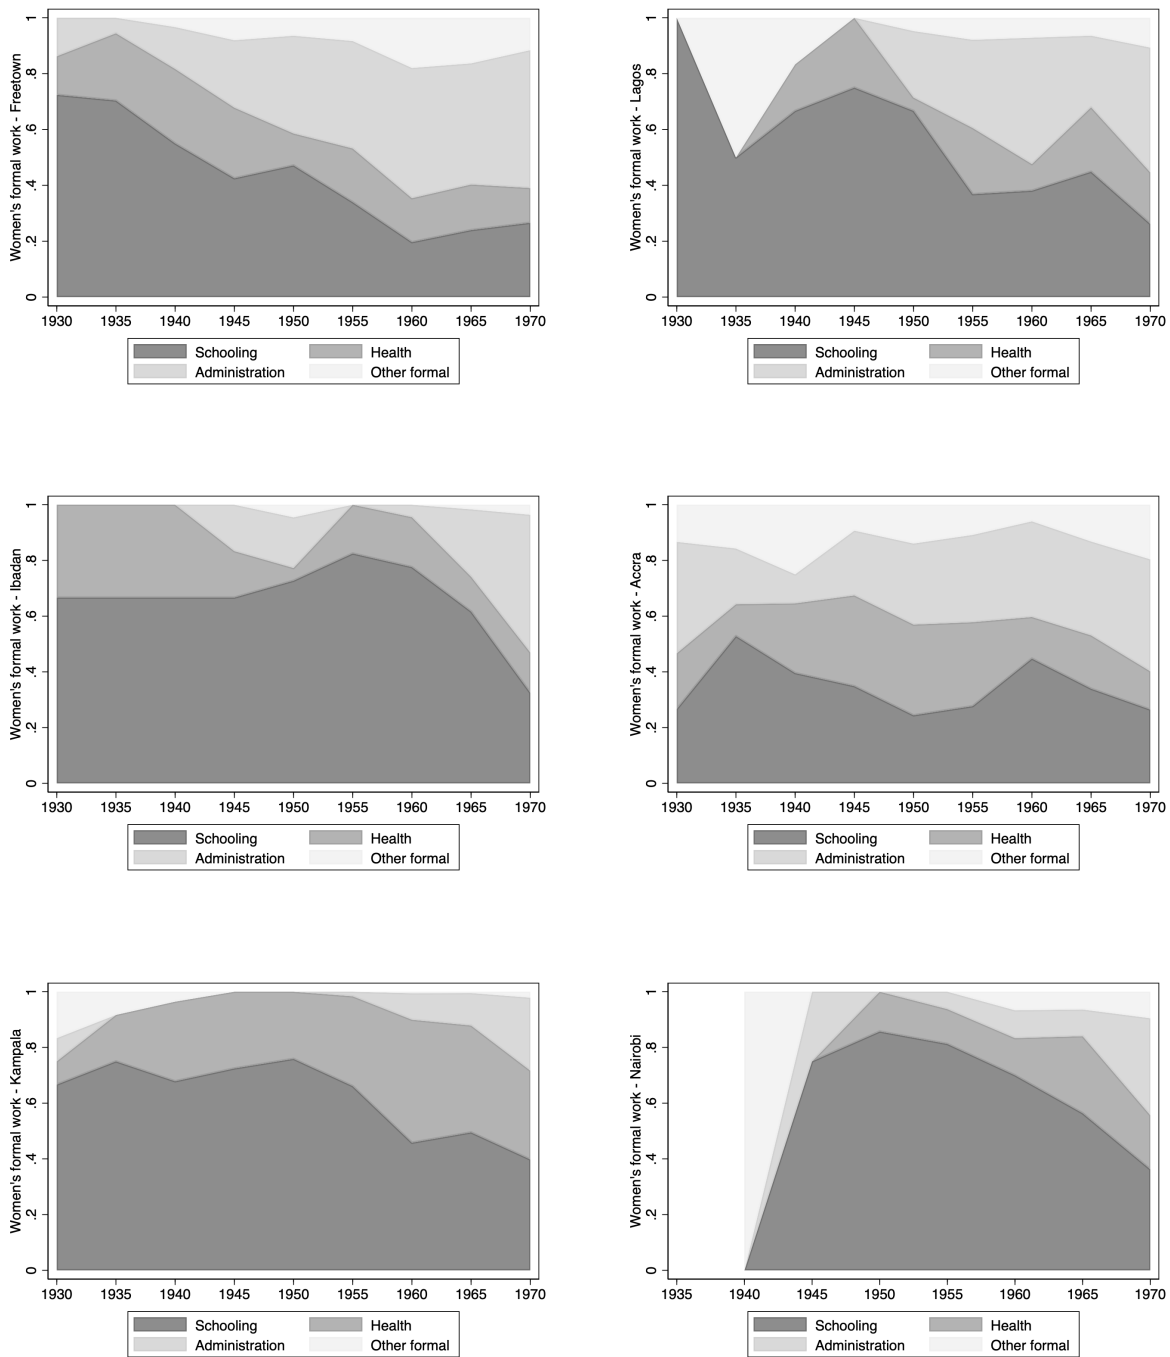 Women's formal work - Freetown
1
.8
.6
.4
.2
0
1930 1935 1940 1945 1950 1955 1960 1965 1970
Schooling Health
Administration Other formal
Women's formal work - Lagos
1
.8
.6
.4
.2
0
1930 1935 1940 1945 1950 1955 1960 1965 1970
Schooling Health
Administration Other formal
Women's formal work - Ibadan
1
.8
.6
.4
.2
0
1930 1935 1940 1945 1950 1955 1960 1965 1970
Schooling Health
Administration Other formal
Women's formal work - Accra
1
.8
.6
.4
.2
0
1930 1935 1940 1945 1950 1955 1960 1965 1970
Schooling Health
Administration Other formal
Women's formal work - Kampala
1
.8
.6
.4
.2
0
1930 1935 1940 1945 1950 1955 1960 1965 1970
Schooling Health
Administration Other formal
Women's formal work - Nairobi
1
.8
.6
.4
.2
0
1935 1940 1945 1950 1955 1960 1965 1970
Schooling Health
Administration Other formal